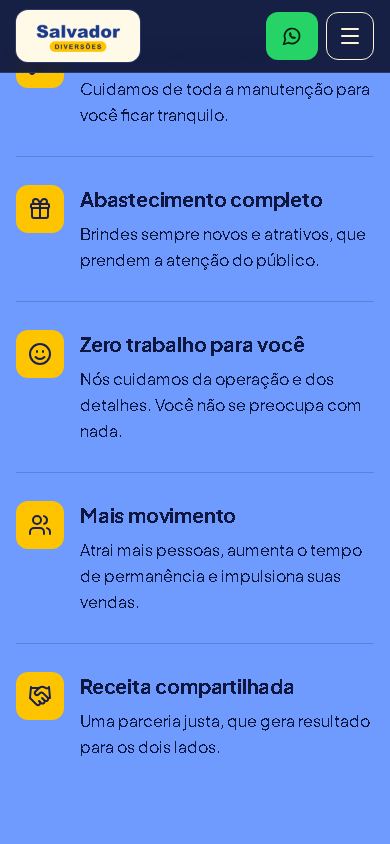 Salvador
DIVERSÕES
Cuidamos de toda a manutenção para
você ficar tranquilo.
Abastecimento completo
Brindes sempre novos e atrativos, que
prendem a atenção do público.
Zero trabalho para você
Nós cuidamos da operação e dos
detalhes. Você não se preocupa com
nada.
Mais movimento
Atrai mais pessoas, aumenta o tempo
de permanência e impulsiona suas
vendas.
Receita compartilhada
Uma parceria justa, que gera resultado
para os dois lados.